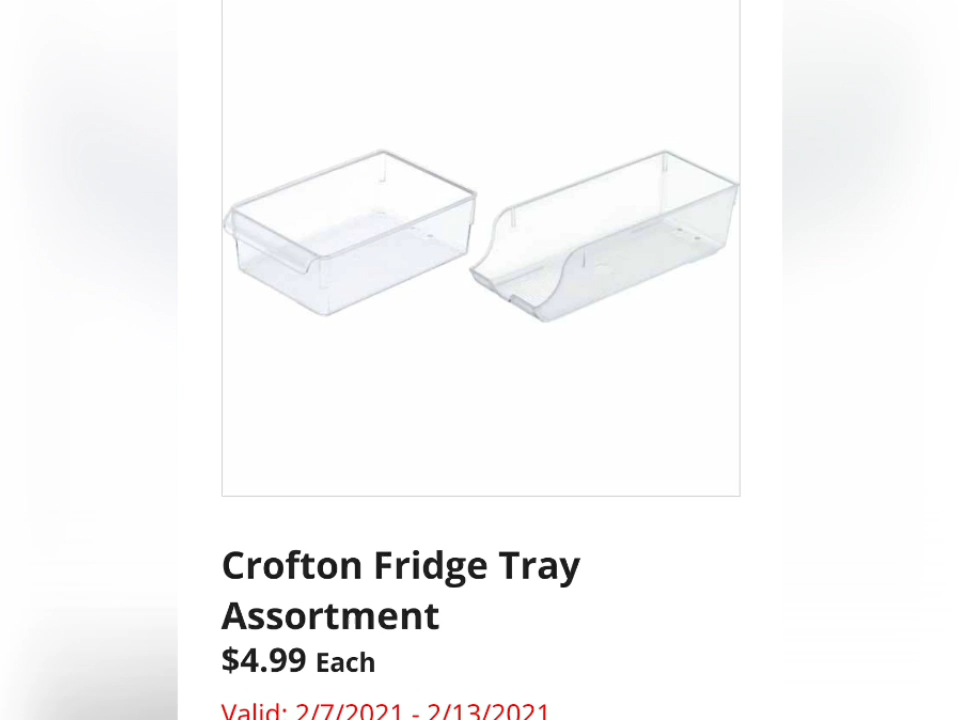 Crofton Fridge Tray
Assortment
$4.99 Each
Valid: 2/7/2021 - 2/13/2021